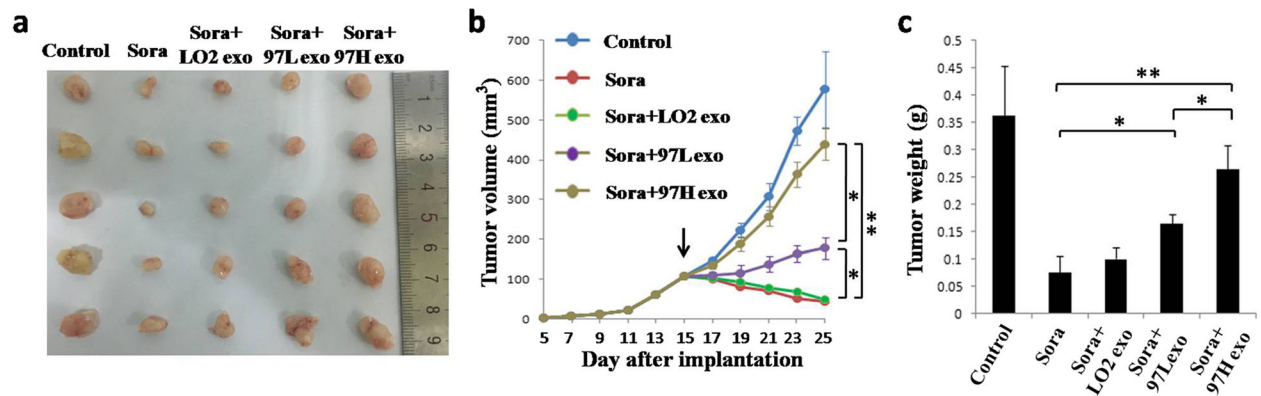 a
Control
Sora
Sora+
LO2 exo
Sora+
97L exo
Sora+
97H exo
1
2
3
4
5
6
7
8
9
b
Tumor volume (mm3)
700
600
500
400
300
200
100
0
Control
Sora
Sora+LO2 exo
Sora+97L exo
Sora+97H exo
*
*
**
5 7 9 11 13 15 17 19 21 23 25
Day after implantation
c
Tumor weight (g)
0.5
0.45
0.4
0.35
0.3
0.25
0.2
0.15
0.1
0.05
0
**
*
*
Control
Sora
Sora+
LO2 exo
Sora+
97Lexo
Sora+
97H exo